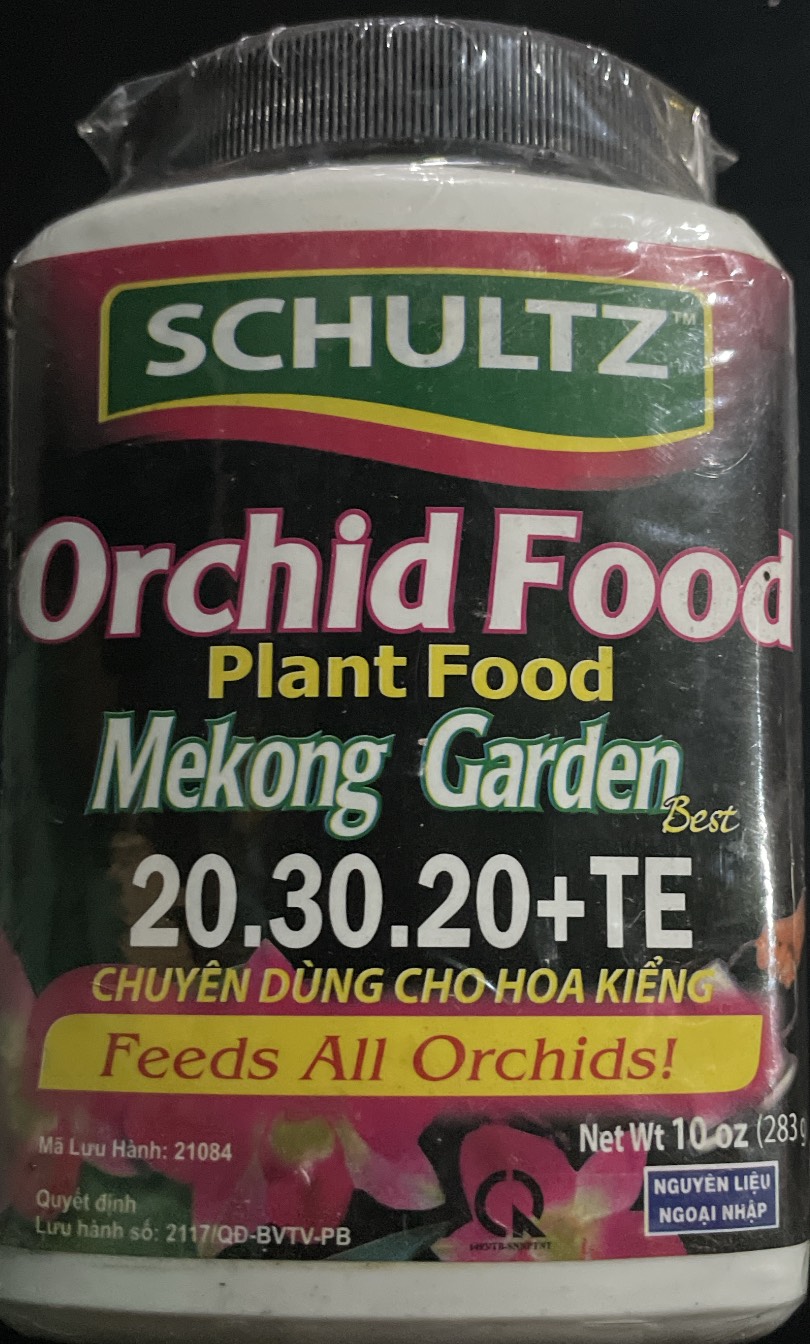 SCHULTZ™
Orchid Food
Plant Food
Mekong Garden
Best
20.30.20+TE
CHUYÊN DÙNG CHO HOA KIỂNG
Feeds All Orchids!
Net Wt 10 oz (283g
Mã Lưu Hành: 21084
NGUYÊN LIỆU
NGOẠI NHẬP
Quyết định
Lưu hành số: 2117/QĐ-BVTV-PB